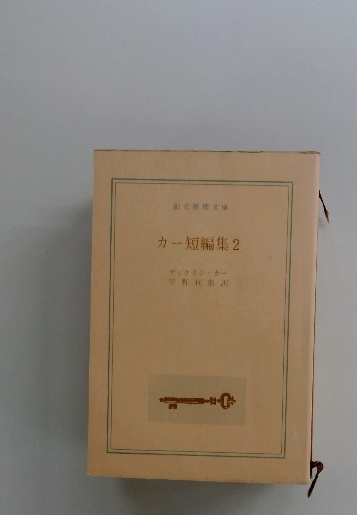 創元推理文庫
カー短編集2
ディクスン・カー
宇野利泰訳